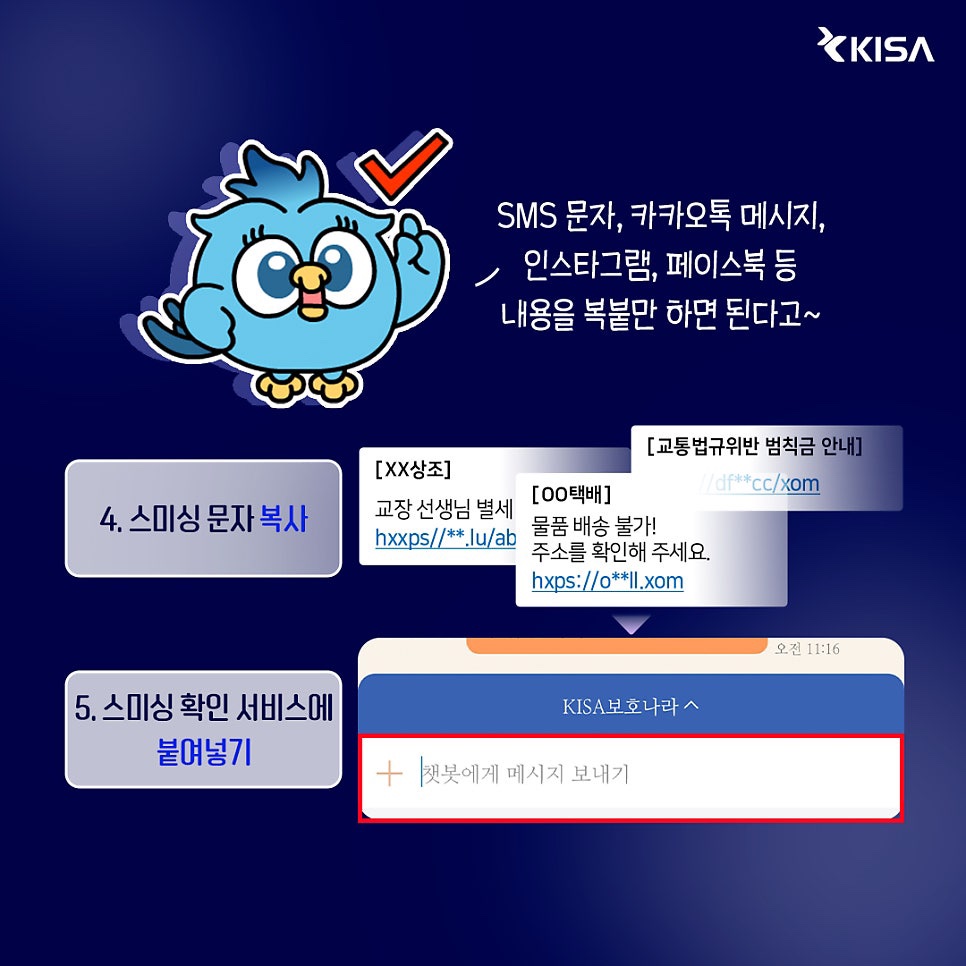 KISA
SMS 문자, 카카오톡 메시지,
인스타그램, 페이스북 등
내용을 복붙만 하면 된다고~
4. 스미싱 문자 복사
[XX상조]
교장 선생님 별세
hxxps//**.lu/ab
[OO택배]
물품 배송 불가!
주소를 확인해 주세요.
hxps://o**ll.xom
[교통법규위반 범칙금 안내]
//df**cc/xom
5. 스미싱 확인 서비스에
붙여넣기
오전 11:16
KISA보호나라 ㅅ
챗봇에게 메시지 보내기